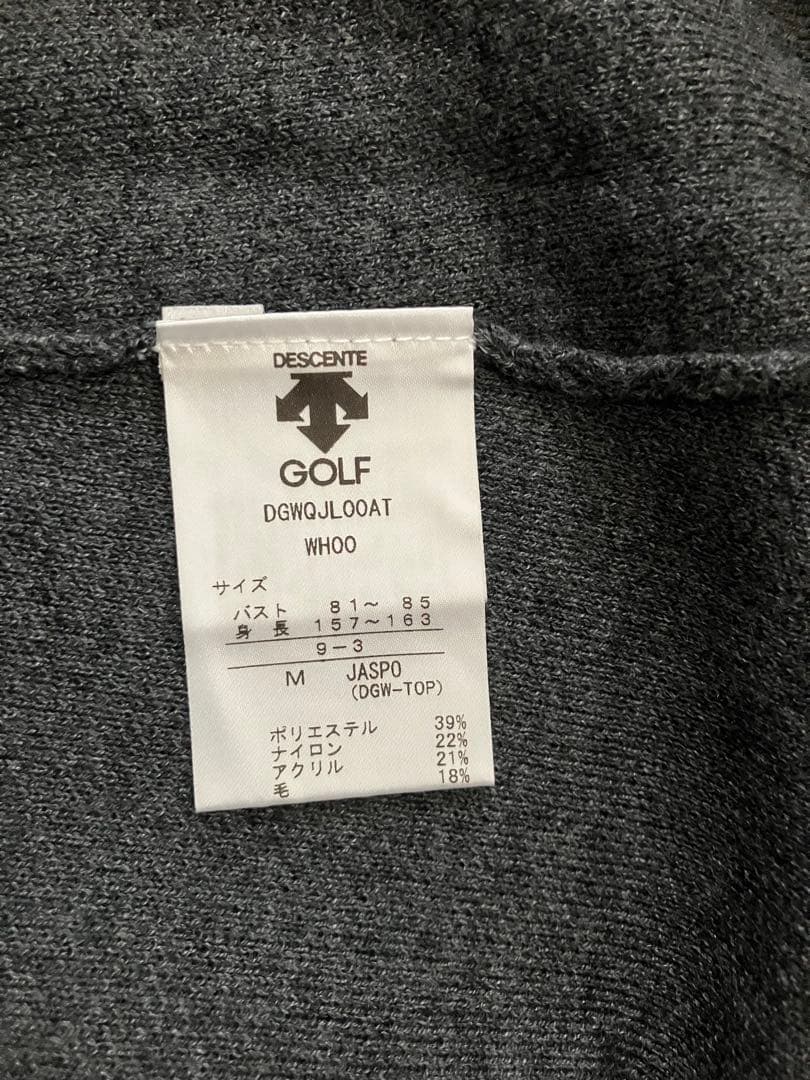 DESCENTE
GOLF
DGWQJL00AT
WH00
サイズ
バスト 81〜 85
身長 157〜163
9-3
M JASPO
(DGW-TOP)
ポリエステル 39%
ナイロン 22%
アクリル 21%
毛 18%